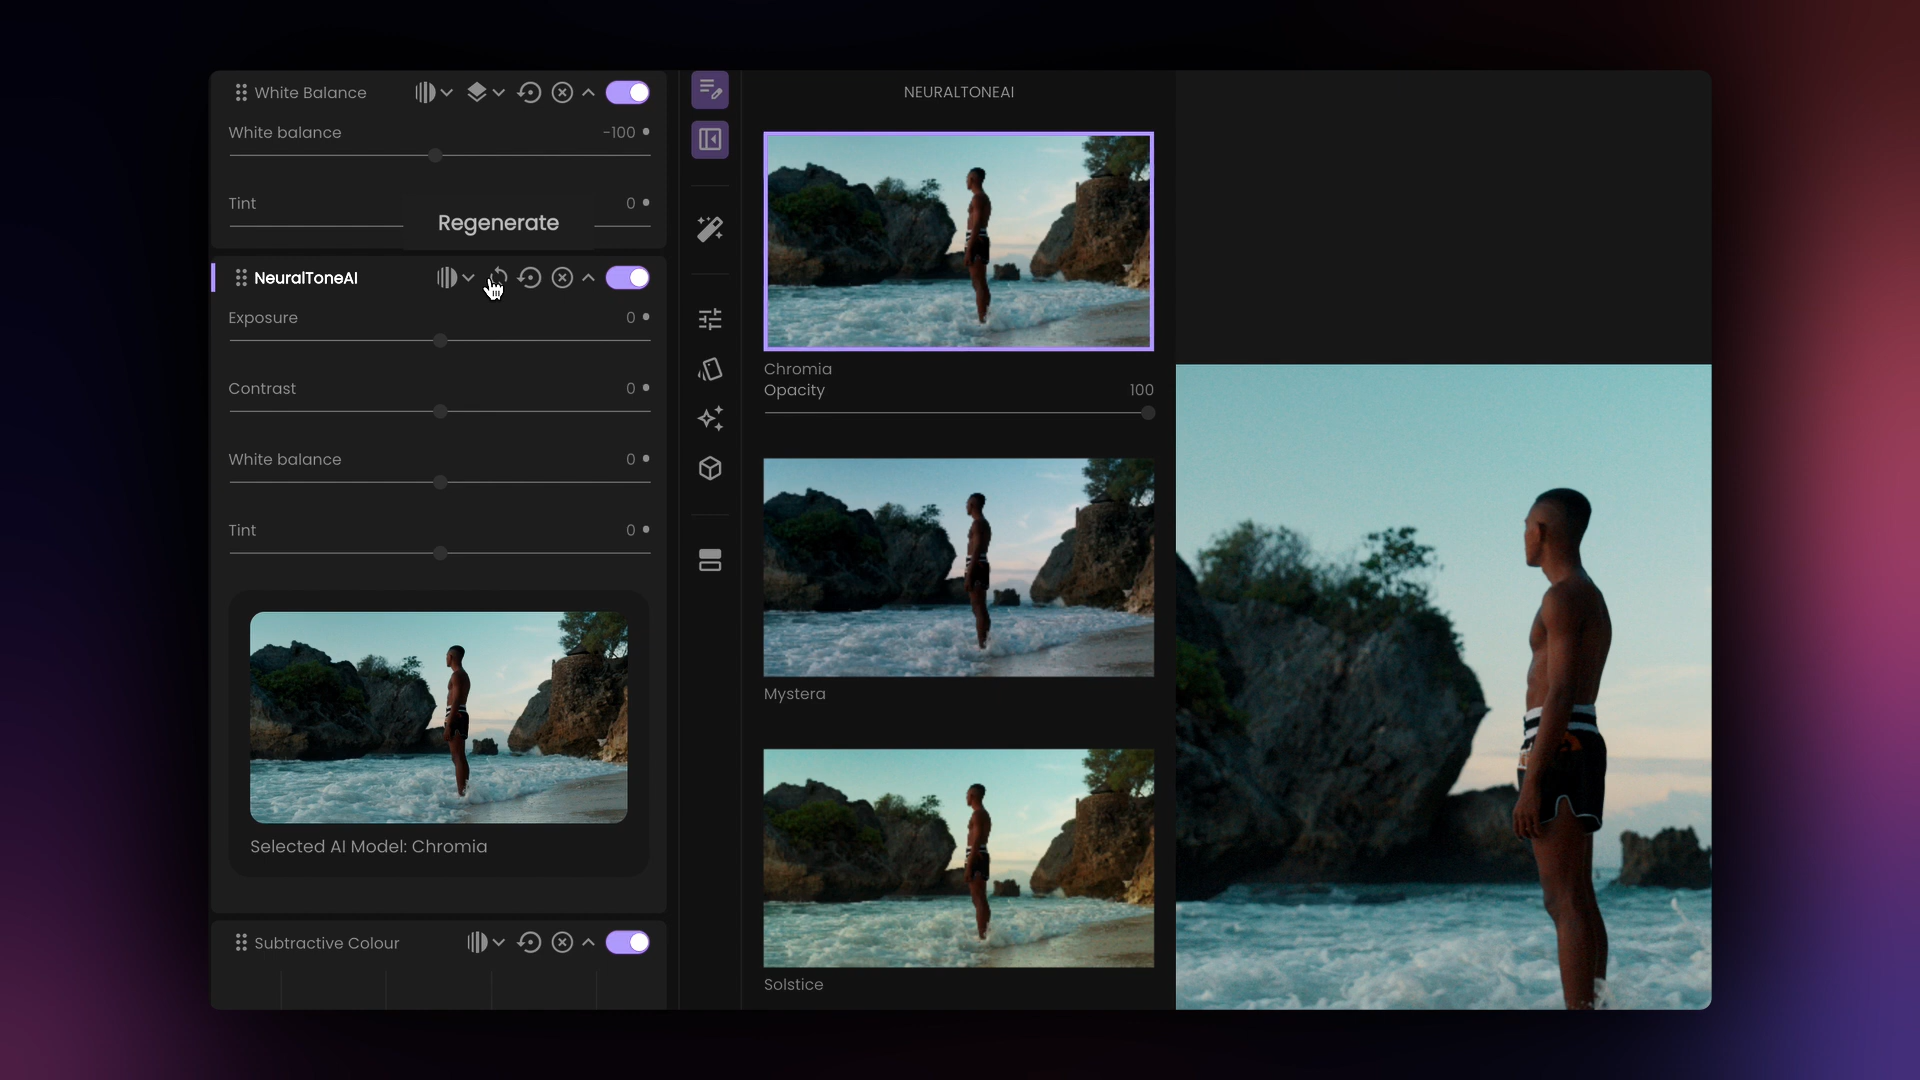 White Balance
White balance
-100
Tint
0
Regenerate
NeuralToneAI
Exposure
0
Contrast
0
White balance
0
Tint
0
Selected AI Model: Chromia
Subtractive Colour
NEURALTONEAI
Chromia
Opacity
100
Mystera
Solstice